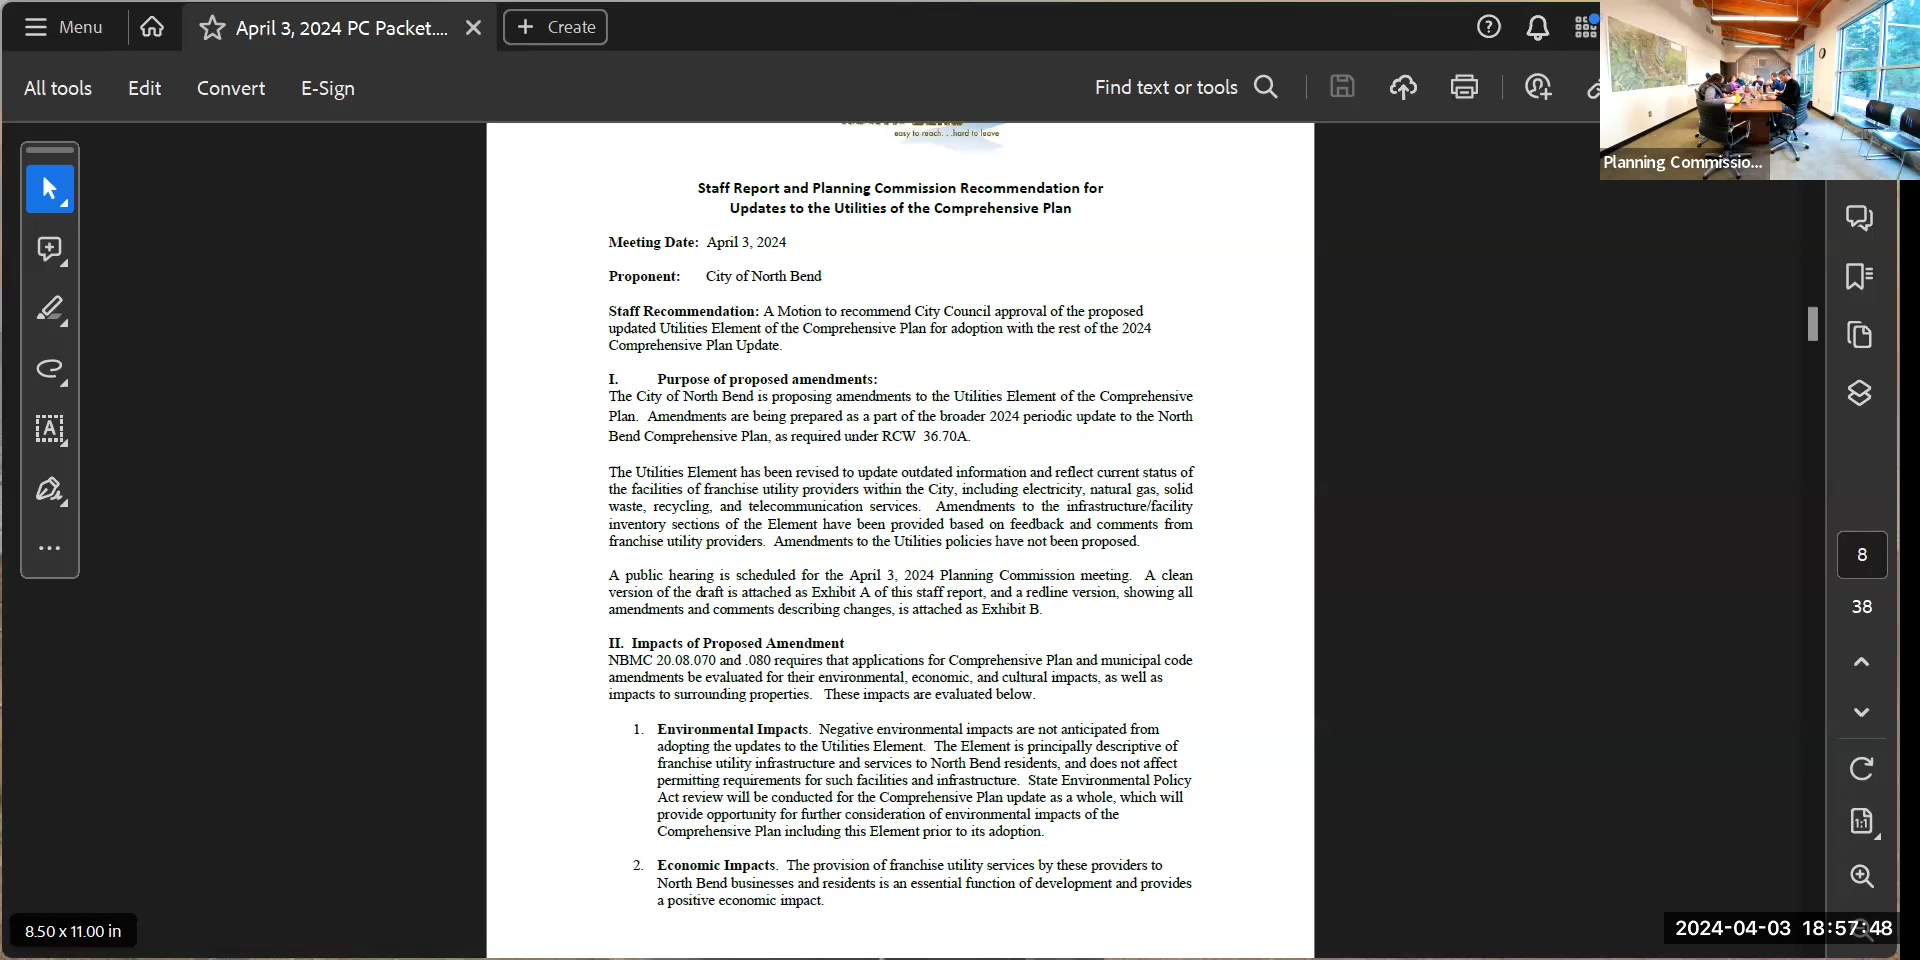 Menu
April 3, 2024 PC Packet....
Create
All tools
Edit
Convert
E-Sign
Find text or tools
Planning Commissio...
easy to reach. . .hard to leave
Staff Report and Planning Commission Recommendation for
Updates to the Utilities of the Comprehensive Plan
Meeting Date: April 3, 2024
Proponent: City of North Bend
Staff Recommendation: A Motion to recommend City Council approval of the proposed
updated Utilities Element of the Comprehensive Plan for adoption with the rest of the 2024
Comprehensive Plan Update.
I. Purpose of proposed amendments:
The City of North Bend is proposing amendments to the Utilities Element of the Comprehensive
Plan. Amendments are being prepared as a part of the broader 2024 periodic update to the North
Bend Comprehensive Plan, as required under RCW 36.70A.
The Utilities Element has been revised to update outdated information and reflect current status of
the facilities of franchise utility providers within the City, including electricity, natural gas, solid
waste, recycling, and telecommunication services. Amendments to the infrastructure/facility
inventory sections of the Element have been provided based on feedback and comments from
franchise utility providers. Amendments to the Utilities policies have not been proposed.
A public hearing is scheduled for the April 3, 2024 Planning Commission meeting. A clean
version of the draft is attached as Exhibit A of this staff report, and a redline version, showing all
amendments and comments describing changes, is attached as Exhibit B.
II. Impacts of Proposed Amendment
NBMC 20.08.070 and .080 requires that applications for Comprehensive Plan and municipal code
amendments be evaluated for their environmental, economic, and cultural impacts, as well as
impacts to surrounding properties. These impacts are evaluated below.
1. Environmental Impacts. Negative environmental impacts are not anticipated from
adopting the updates to the Utilities Element. The Element is principally descriptive of
franchise utility infrastructure and services to North Bend residents, and does not affect
permitting requirements for such facilities and infrastructure. State Environmental Policy
Act review will be conducted for the Comprehensive Plan update as a whole, which will
provide opportunity for further consideration of environmental impacts of the
Comprehensive Plan including this Element prior to its adoption.
2. Economic Impacts. The provision of franchise utility services by these providers to
North Bend businesses and residents is an essential function of development and provides
a positive economic impact.
8
38
1:1
8.50 x 11.00 in
2024-04-03 18:57:48